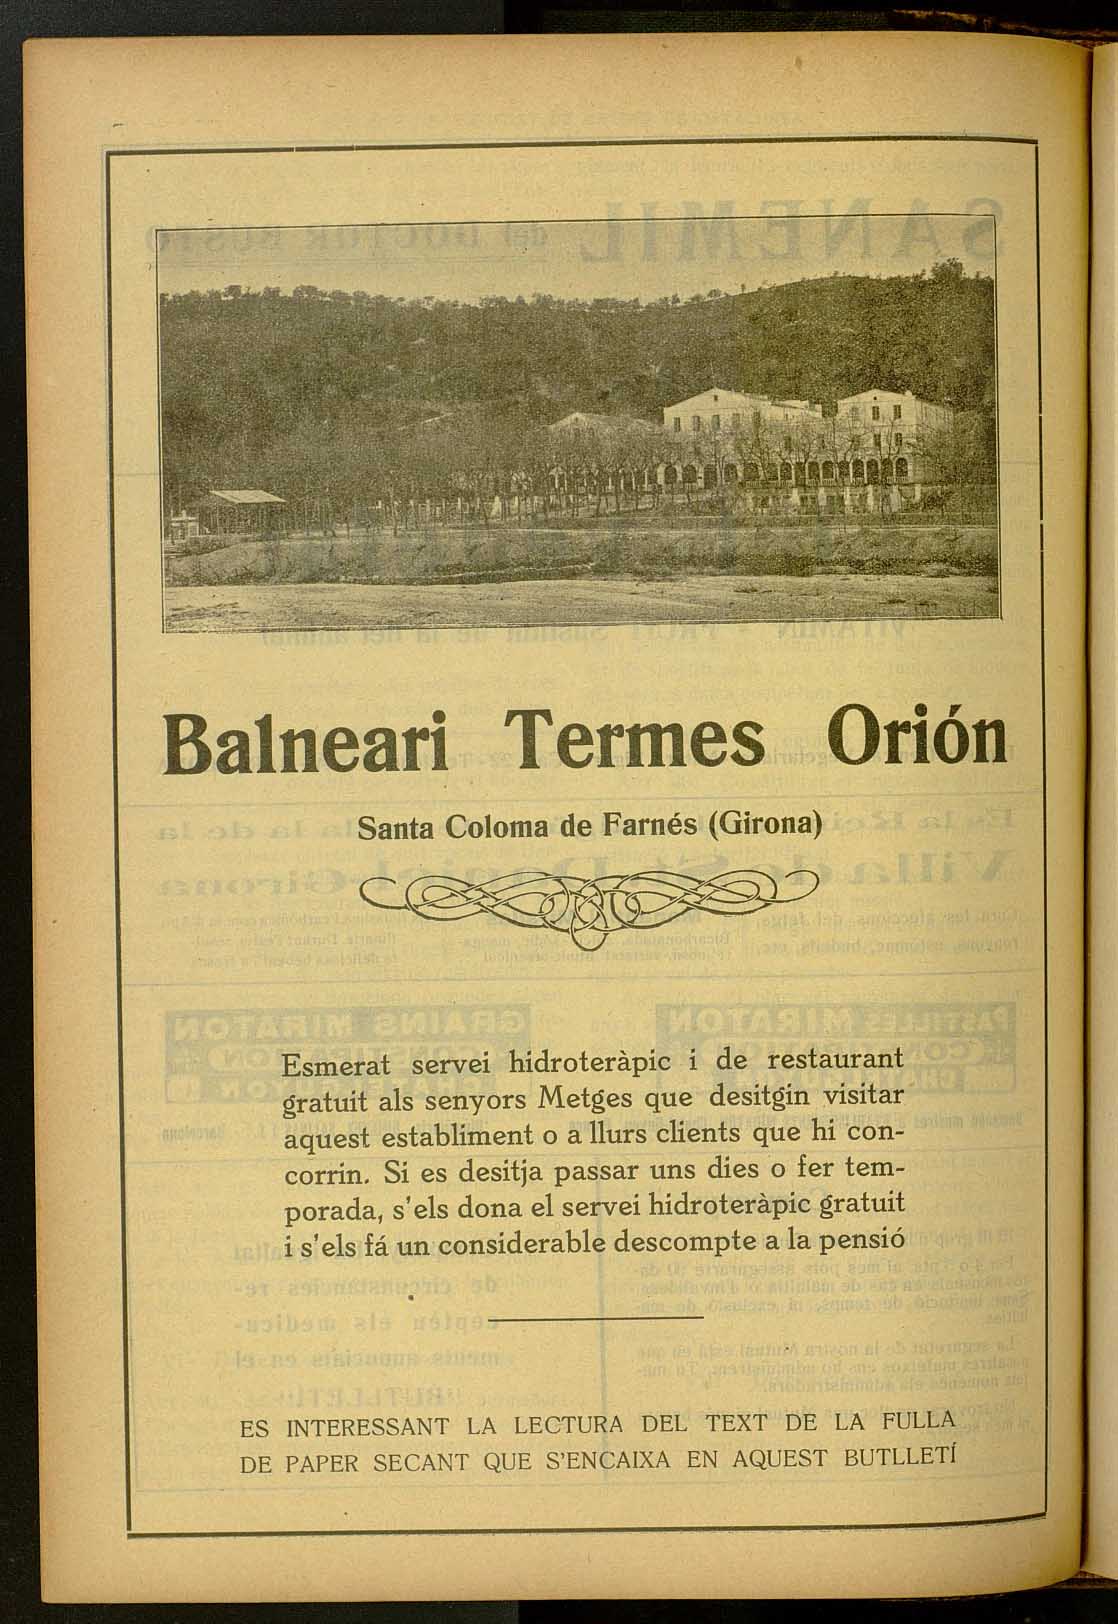 Balneari Termes Orión
Santa Coloma de Farnés (Girona)
Esmerat servei hidroteràpic i de restaurant
gratuit als senyors Metges que desitgin visitar
aquest establiment o a llurs clients que hi con-
corrin. Si es desitja passar uns dies o fer tem-
porada, s'els dona el servei hidroteràpic gratuit
i s'els fá un considerable descompte a la pensió
ES INTERESSANT LA LECTURA DEL TEXT DE LA FULLA
DE PAPER SECANT QUE S'ENCAIXA EN AQUEST BUTLLETÍ